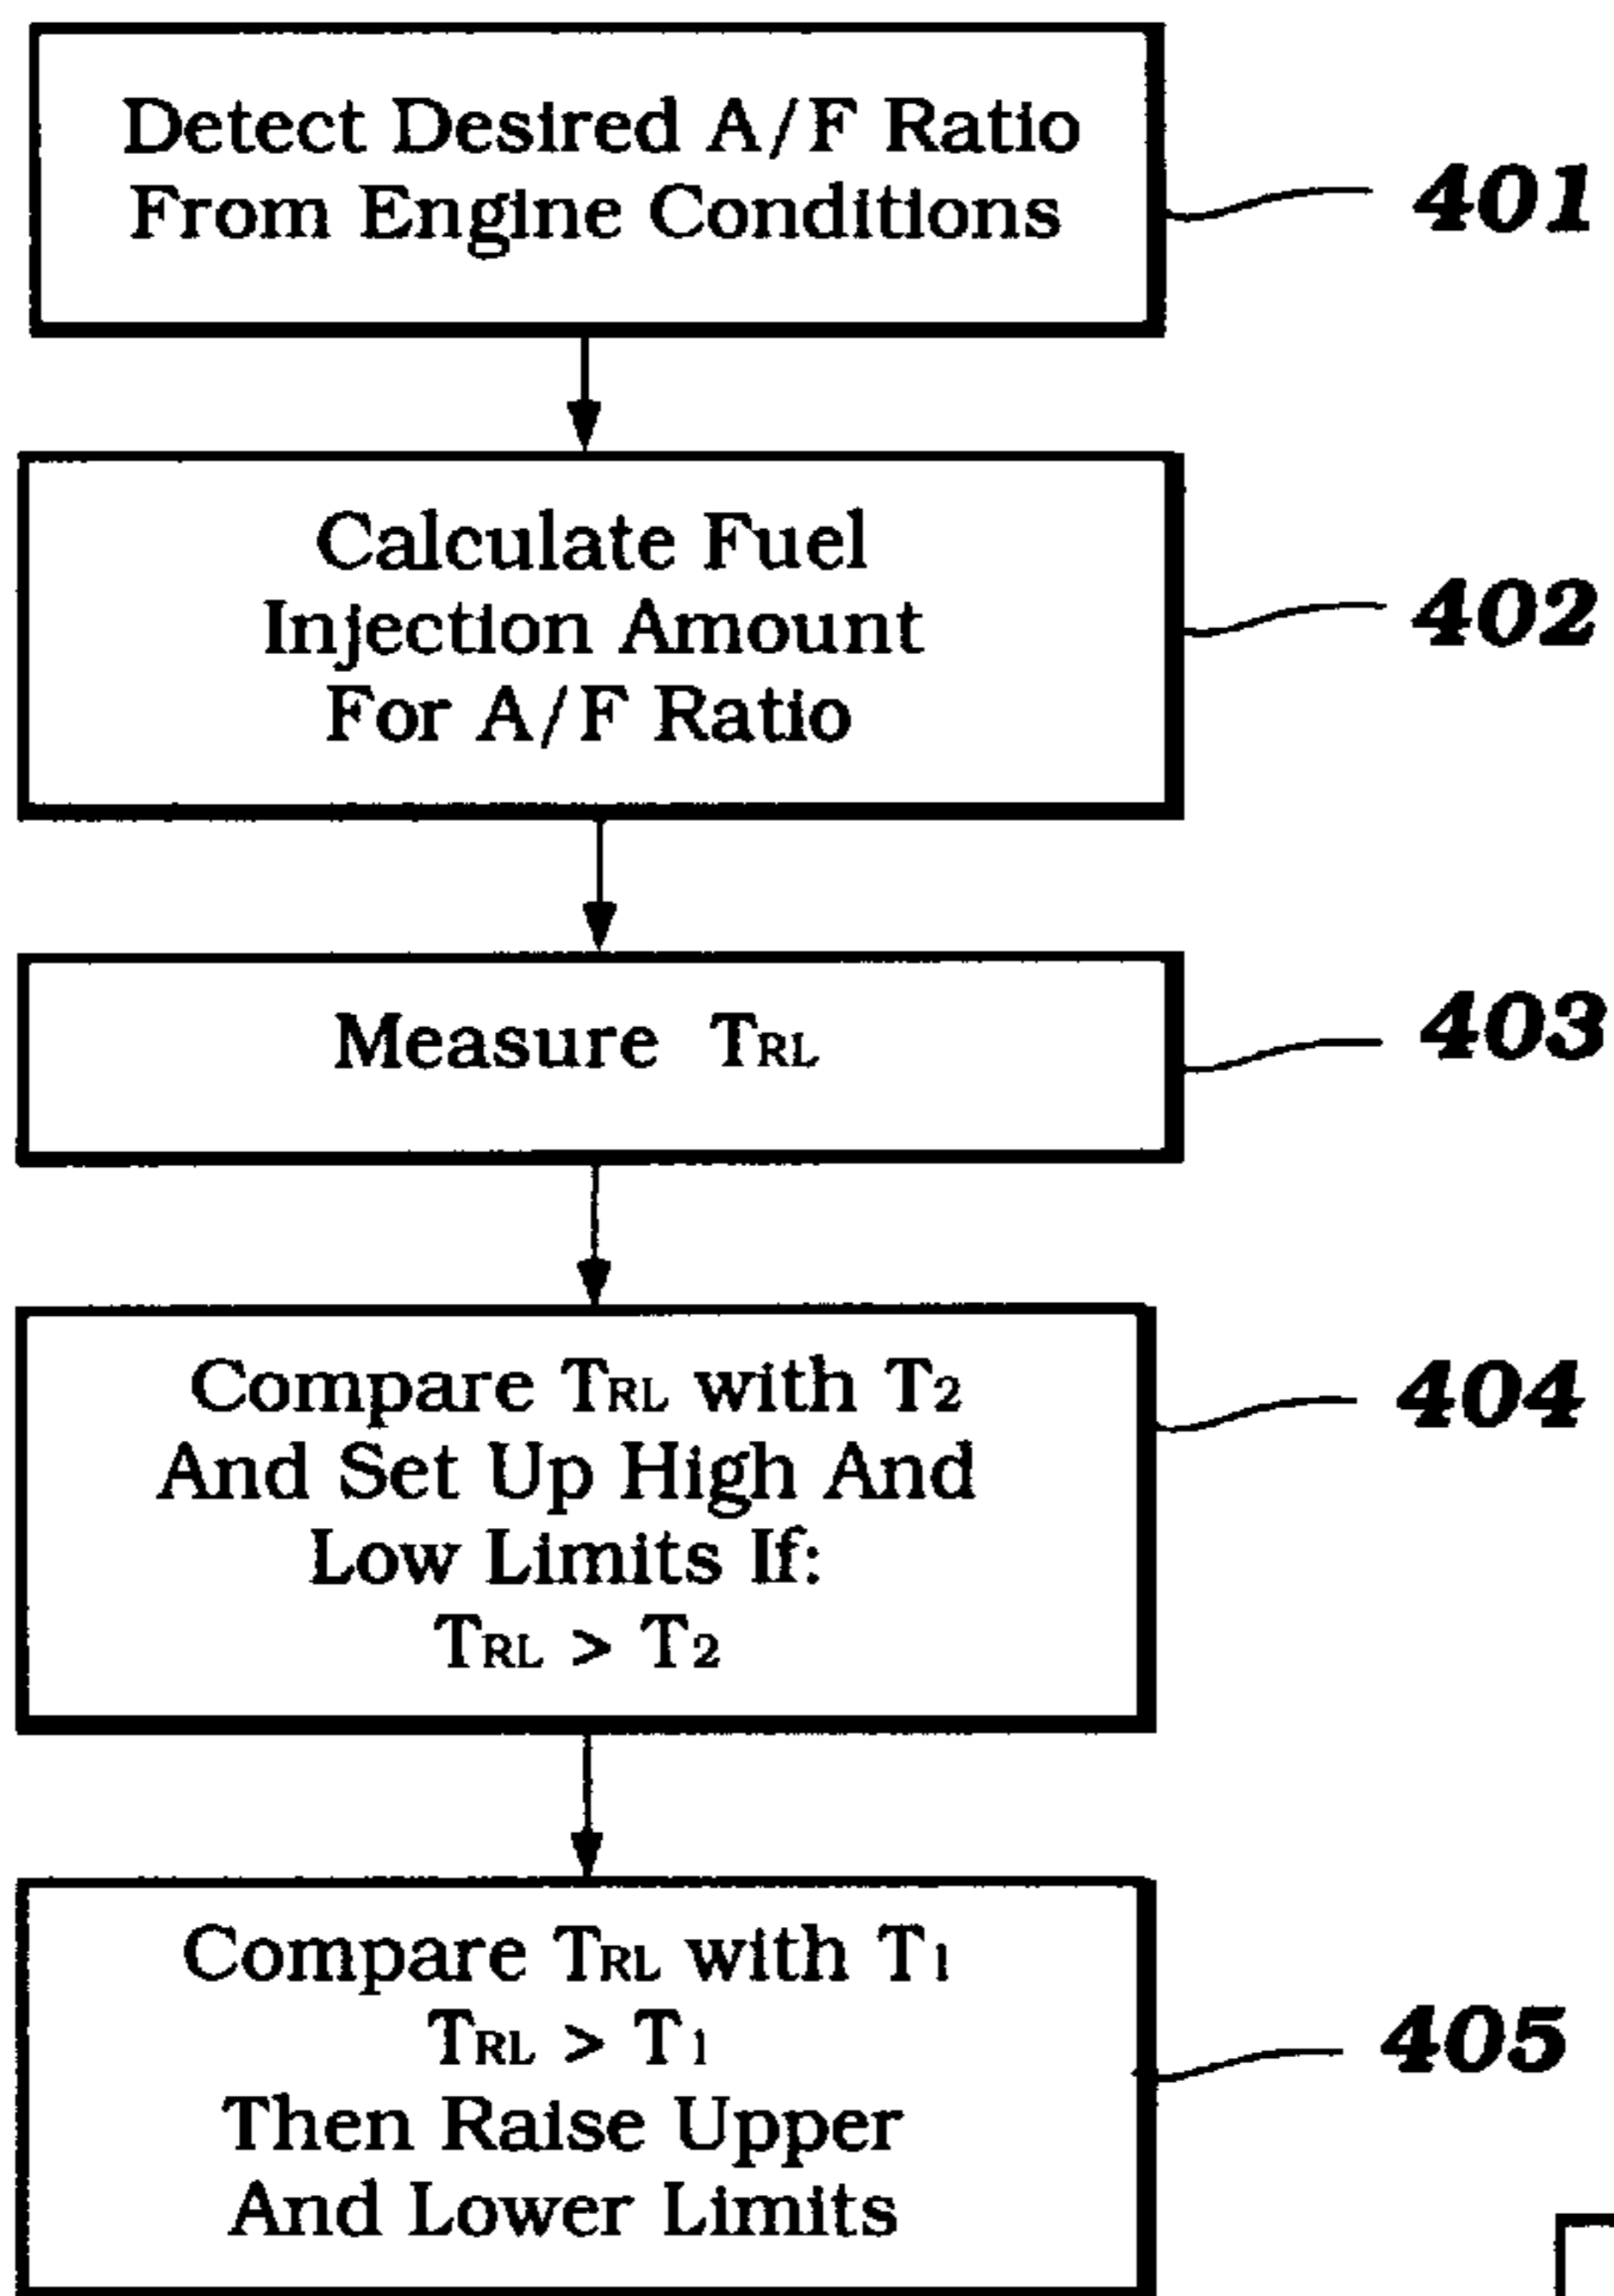 Detect Desired A/F Ratio
From Engine Conditions
401
Calculate Fuel
Injection Amount
For A/F Ratio
402
Measure TRL
403
Compare TRL with T2
And Set Up High And
Low Limits If:
TRL > T2
404
Compare TRL with T1
TRL > T1
Then Raise Upper
And Lower Limits
405